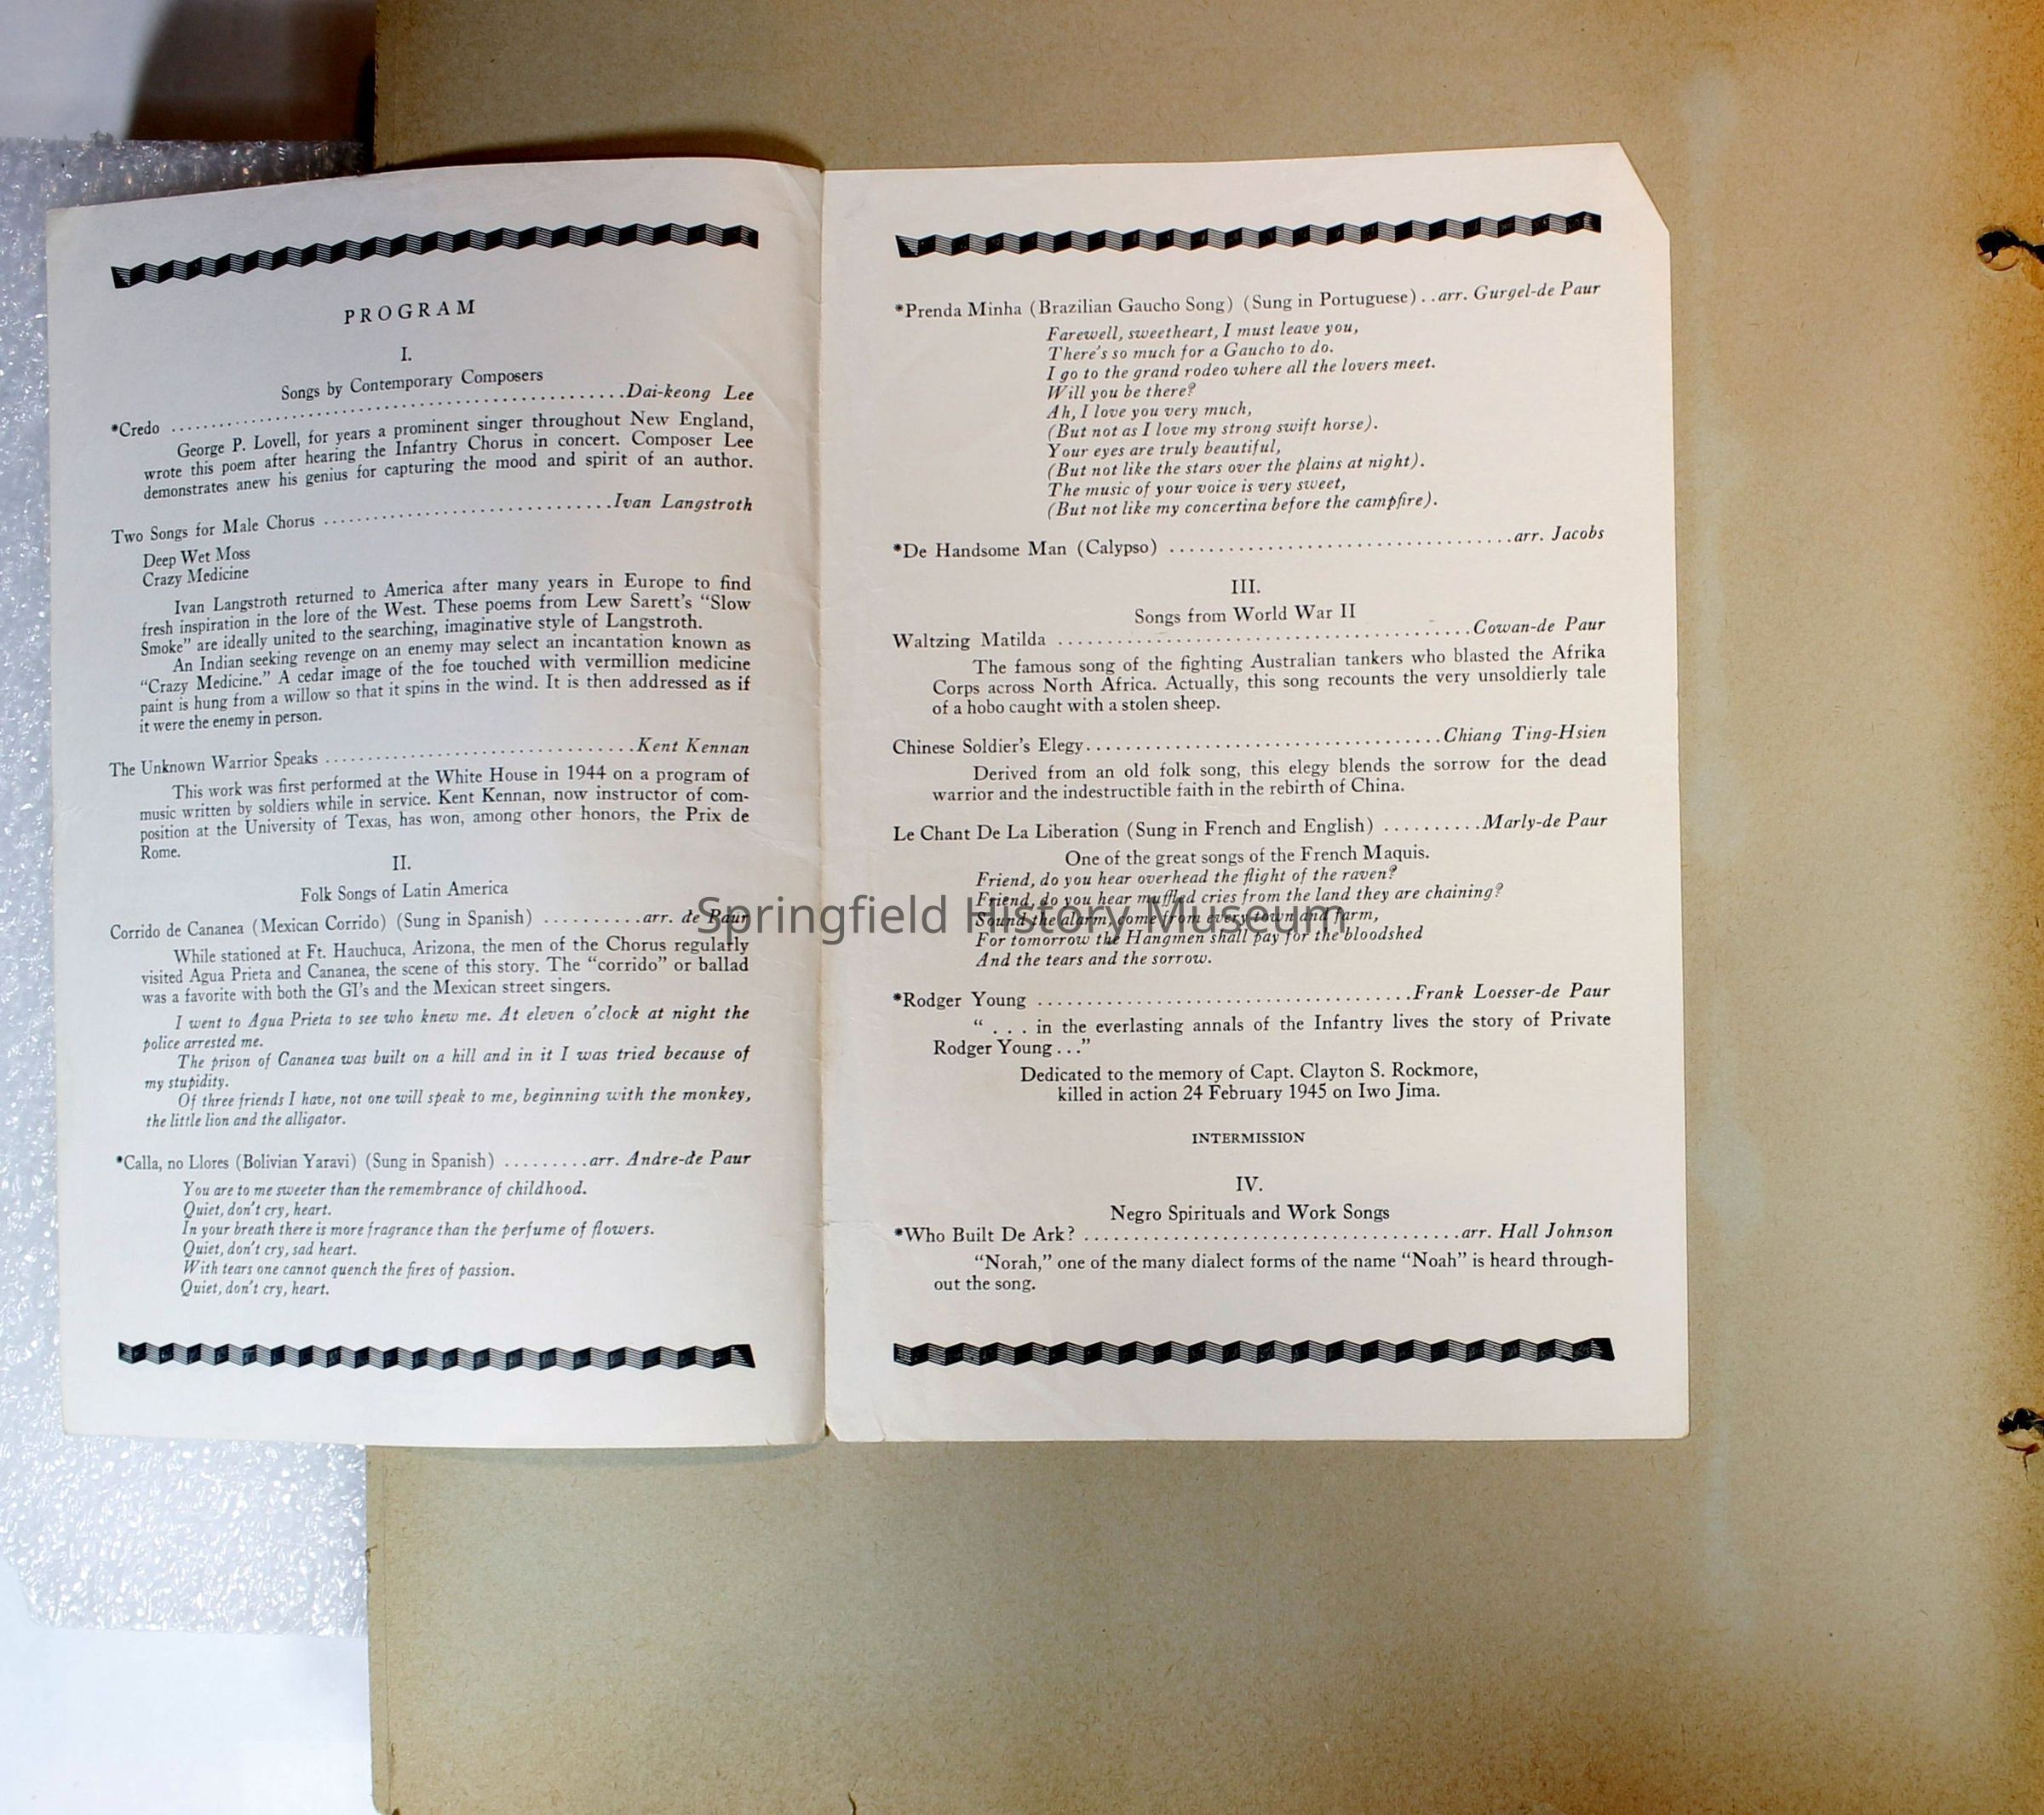 PROGRAM
I.
Songs by Contemporary Composers
*Credo ........................................Dai-keong Lee
George P. Lovell, for years a prominent singer throughout New England,
wrote this poem after hearing the Infantry Chorus in concert. Composer Lee
demonstrates anew his genius for capturing the mood and spirit of an author.
Two Songs for Male Chorus ..............................Ivan Langstroth
Deep Wet Moss
Crazy Medicine
Ivan Langstroth returned to America after many years in Europe to find
fresh inspiration in the lore of the West. These poems from Lew Sarett's "Slow
Smoke" are ideally united to the searching, imaginative style of Langstroth.
An Indian seeking revenge on an enemy may select an incantation known as
"Crazy Medicine." A cedar image of the foe touched with vermillion medicine
paint is hung from a willow so that it spins in the wind. It is then addressed as if
it were the enemy in person.
The Unknown Warrior Speaks ................................Kent Kennan
This work was first performed at the White House in 1944 on a program of
music written by soldiers while in service. Kent Kennan, now instructor of com-
position at the University of Texas, has won, among other honors, the Prix de
Rome.
II.
Folk Songs of Latin America
Corrido de Cananea (Mexican Corrido) (Sung in Spanish) ..........arr. de Paur
While stationed at Ft. Hauchuca, Arizona, the men of the Chorus regularly
visited Agua Prieta and Cananea, the scene of this story. The "corrido" or ballad
was a favorite with both the GI's and the Mexican street singers.
I went to Agua Prieta to see who knew me. At eleven o'clock at night the
police arrested me.
The prison of Cananea was built on a hill and in it I was tried because of
my stupidity.
Of three friends I have, not one will speak to me, beginning with the monkey,
the little lion and the alligator.
*Calla, no Llores (Bolivian Yaravi) (Sung in Spanish) .........arr. Andre-de Paur
You are to me sweeter than the remembrance of childhood.
Quiet, don't cry, heart.
In your breath there is more fragrance than the perfume of flowers.
Quiet, don't cry, sad heart.
With tears one cannot quench the fires of passion.
Quiet, don't cry, heart.
*Prenda Minha (Brazilian Gaucho Song) (Sung in Portuguese) . .arr. Gurgel-de Paur
Farewell, sweetheart, I must leave you,
There's so much for a Gaucho to do.
I go to the grand rodeo where all the lovers meet.
Will you be there?
Ah, I love you very much,
(But not as I love my strong swift horse).
Your eyes are truly beautiful,
(But not like the stars over the plains at night).
The music of your voice is very sweet,
(But not like my concertina before the campfire).
*De Handsome Man (Calypso) ...................................arr. Jacobs
III.
Songs from World War II
Waltzing Matilda ..........................................Cowan-de Paur
The famous song of the fighting Australian tankers who blasted the Afrika
Corps across North Africa. Actually, this song recounts the very unsoldierly tale
of a hobo caught with a stolen sheep.
Chinese Soldier's Elegy....................................Chiang Ting-Hsien
Derived from an old folk song, this elegy blends the sorrow for the dead
warrior and the indestructible faith in the rebirth of China.
Le Chant De La Liberation (Sung in French and English) ..........Marly-de Paur
One of the great songs of the French Maquis.
Friend, do you hear overhead the flight of the raven?
Friend, do you hear muffled cries from the land they are chaining?
Sound the alarm, come from every town and farm,
For tomorrow the Hangmen shall pay for the bloodshed
And the tears and the sorrow.
*Rodger Young ......................................Frank Loesser-de Paur
" . . . in the everlasting annals of the Infantry lives the story of Private
Rodger Young . . ."
Dedicated to the memory of Capt. Clayton S. Rockmore,
killed in action 24 February 1945 on Iwo Jima.
INTERMISSION
IV.
Negro Spirituals and Work Songs
*Who Built De Ark? ......................................arr. Hall Johnson
"Norah," one of the many dialect forms of the name "Noah" is heard through-
out the song.
Springfield History Museum